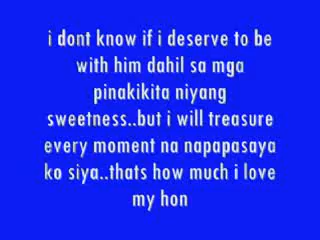 i dont know if i deserve to be
with him dahil sa mga
pinakikita niyang
sweetness..but i will treasure
every moment na napapasaya
ko siya..thats how much i love
my hon